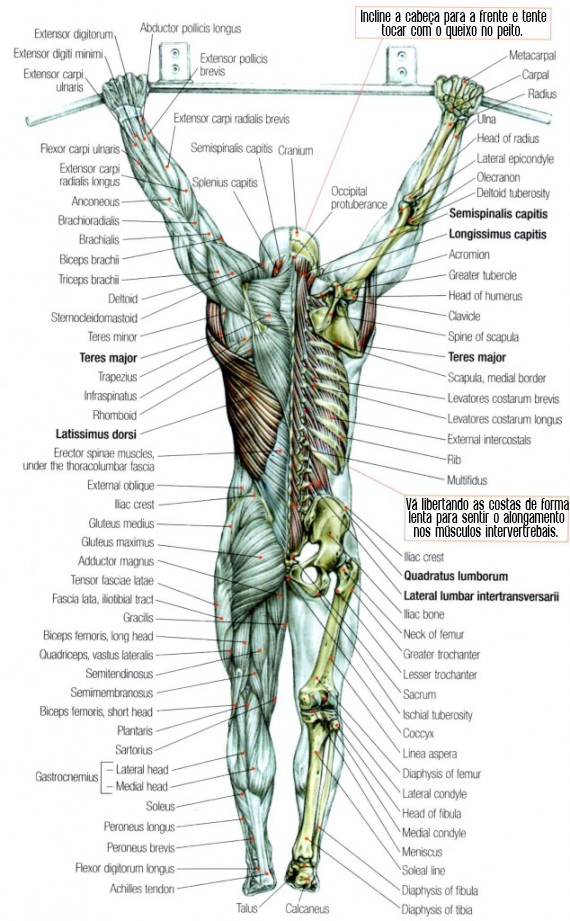 Incline a cabeça para a frente e tente
tocar com o queixo no peito.
Extensor digitorum
Abductor pollicis longus
Extensor digiti minimi
Extensor pollicis
brevis
Extensor carpi
ulnaris
Extensor carpi radialis brevis
Flexor carpi ulnaris
Semispinalis capitis
Cranium
Extensor carpi
radialis longus
Splenius capitis
Occipital
protuberance
Anconeous
Brachioradialis
Brachialis
Biceps brachii
Triceps brachii
Deltoid
Sternocleidomastoid
Teres minor
Teres major
Trapezius
Infraspinatus
Rhomboid
Latissimus dorsi
Erector spinae muscles,
under the thoracolumbar fascia
External oblique
Iliac crest
Gluteus medius
Gluteus maximus
Adductor magnus
Tensor fasciae latae
Fascia lata, iliotibial tract
Gracilis
Biceps femoris, long head
Quadriceps, vastus lateralis
Semitendinosus
Semimembranosus
Biceps femoris, short head
Plantaris
Sartorius
Gastrocnemius
Lateral head
Medial head
Soleus
Peroneus longus
Peroneus brevis
Flexor digitorum longus
Achilles tendon
Talus
Calcaneus
Metacarpal
Carpal
Radius
Ulna
Head of radius
Lateral epicondyle
Olecranon
Deltoid tuberosity
Semispinalis capitis
Longissimus capitis
Acromion
Greater tubercle
Head of humerus
Clavicle
Spine of scapula
Teres major
Scapula, medial border
Levatores costarum brevis
Levatores costarum longus
External intercostals
Rib
Multifidus
Vá libertando as costas de forma
lenta para sentir o alongamento
nos músculos intervertrebais.
Iliac crest
Quadratus lumborum
Lateral lumbar intertransversarii
Iliac bone
Neck of femur
Greater trochanter
Lesser trochanter
Sacrum
Ischial tuberosity
Coccyx
Linea aspera
Diaphysis of femur
Lateral condyle
Head of fibula
Medial condyle
Meniscus
Soleal line
Diaphysis of fibula
Diaphysis of tibia